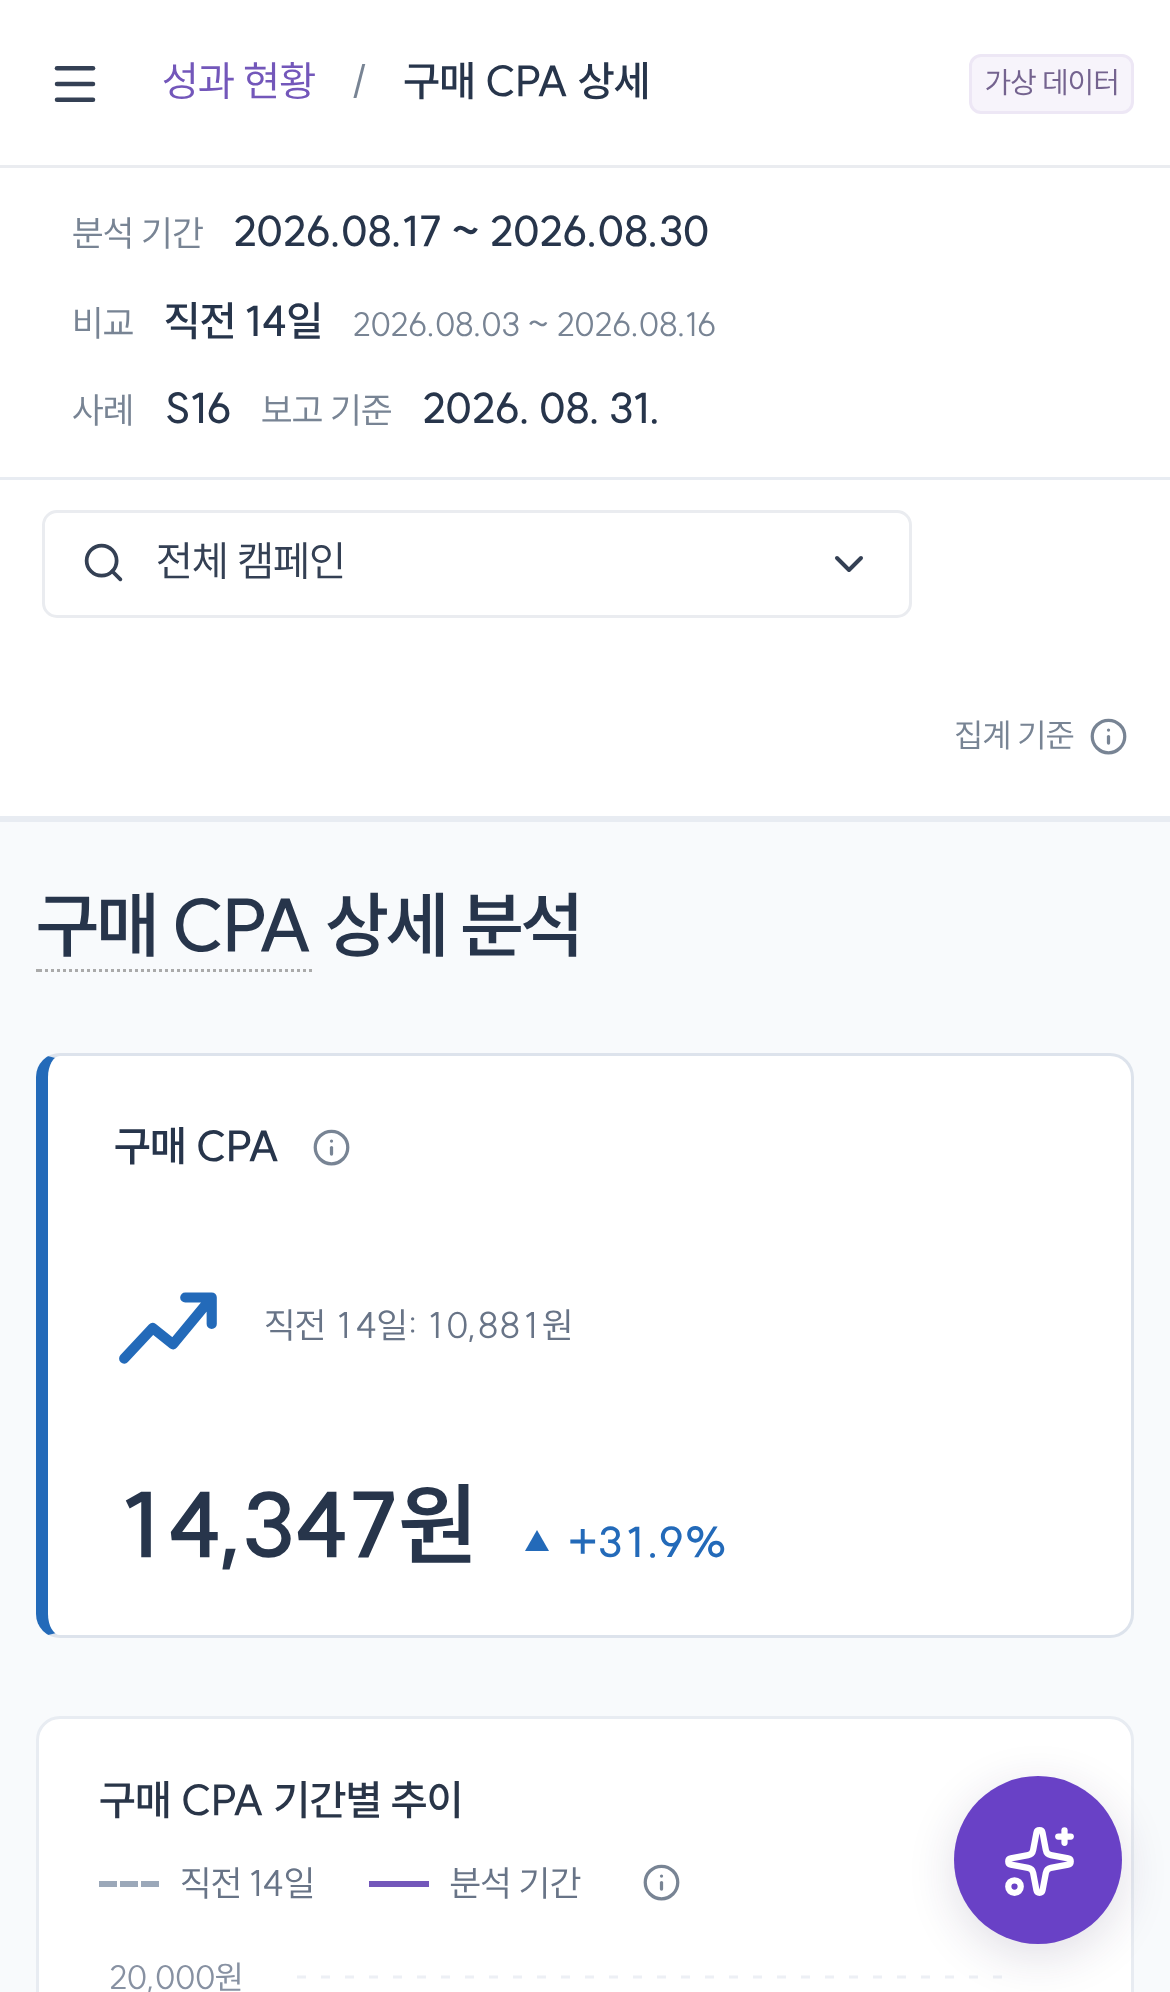 성과 현황 / 구매 CPA 상세
가상 데이터
분석 기간 2026.08.17 ~ 2026.08.30
비교 직전 14일 2026.08.03 ~ 2026.08.16
사례 S16 보고 기준 2026. 08. 31.
전체 캠페인
집계 기준
구매 CPA 상세 분석
구매 CPA
직전 14일: 10,881원
14,347원 ▲ +31.9%
구매 CPA 기간별 추이
직전 14일 분석 기간
20,000원